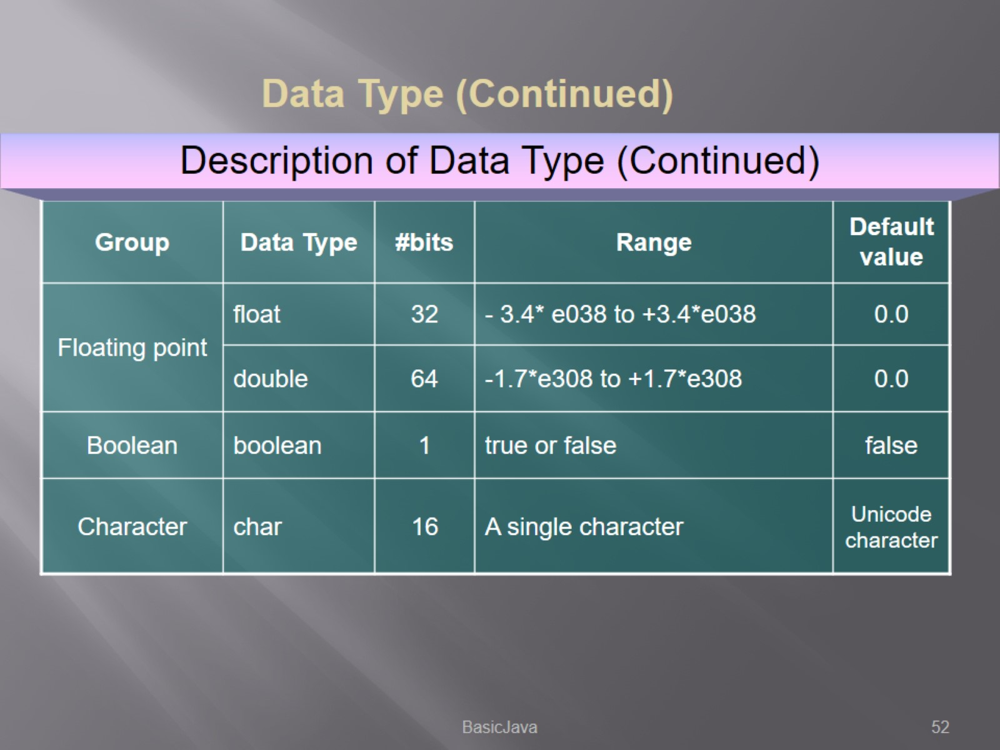 Data Type (Continued)
Description of Data Type (Continued)
Group Data Type #bits Range Default value
Floating point float 32 - 3.4* e038 to +3.4*e038 0.0
double 64 -1.7*e308 to +1.7*e308 0.0
Boolean boolean 1 true or false false
Character char 16 A single character Unicode character
BasicJava 52